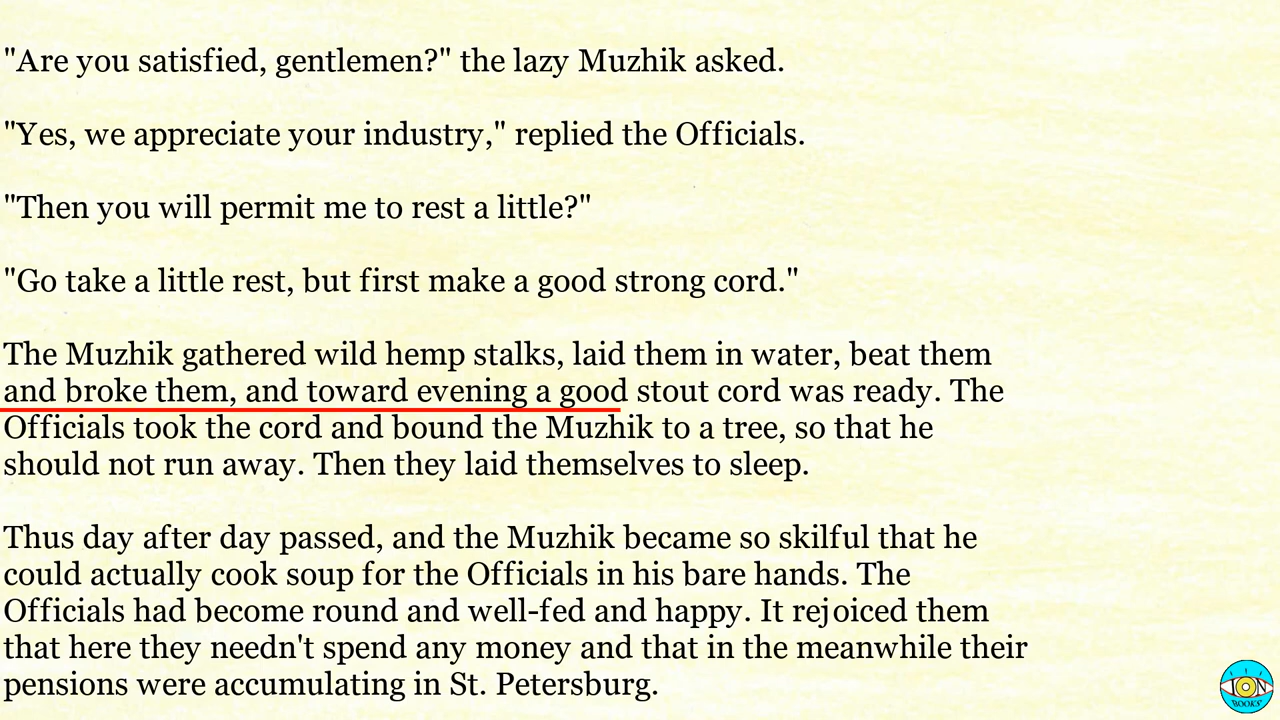 "Are you satisfied, gentlemen?" the lazy Muzhik asked.
"Yes, we appreciate your industry," replied the Officials.
"Then you will permit me to rest a little?"
"Go take a little rest, but first make a good strong cord."
The Muzhik gathered wild hemp stalks, laid them in water, beat them
and broke them, and toward evening a good stout cord was ready. The
Officials took the cord and bound the Muzhik to a tree, so that he
should not run away. Then they laid themselves to sleep.
Thus day after day passed, and the Muzhik became so skilful that he
could actually cook soup for the Officials in his bare hands. The
Officials had become round and well-fed and happy. It rejoiced them
that here they needn't spend any money and that in the meanwhile their
pensions were accumulating in St. Petersburg.
ION
BOOKS